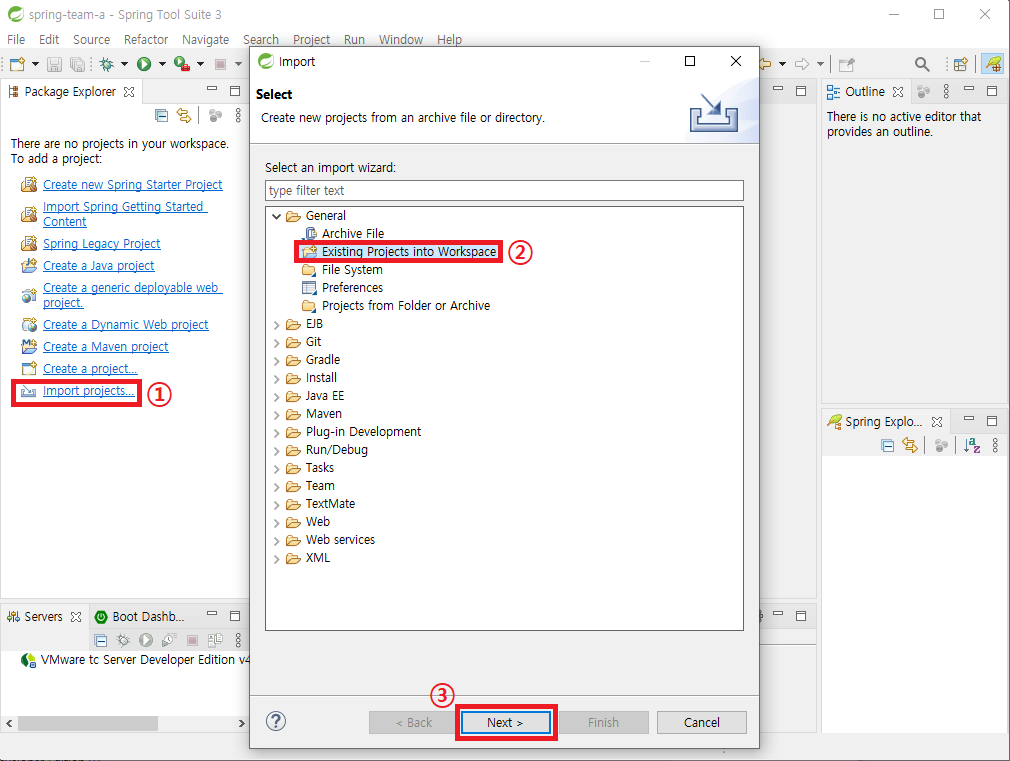 spring-team-a - Spring Tool Suite 3
File Edit Source Refactor Navigate Search Project Run Window Help
Package Explorer
There are no projects in your workspace.
To add a project:
Create new Spring Starter Project
Import Spring Getting Started
Content
Spring Legacy Project
Create a Java project
Create a generic deployable web
project.
Create a Dynamic Web project
Create a Maven project
Create a project...
Import projects...
①
Servers
Boot Dashb...
VMware tc Server Developer Edition v4
Import
Select
Create new projects from an archive file or directory.
Select an import wizard:
type filter text
General
Archive File
Existing Projects into Workspace
②
File System
Preferences
Projects from Folder or Archive
EJB
Git
Gradle
Install
Java EE
Maven
Plug-in Development
Run/Debug
Tasks
Team
TextMate
Web
Web services
XML
③
?
< Back
Next >
Finish
Cancel
Outline
There is no active editor that
provides an outline.
Spring Explo...